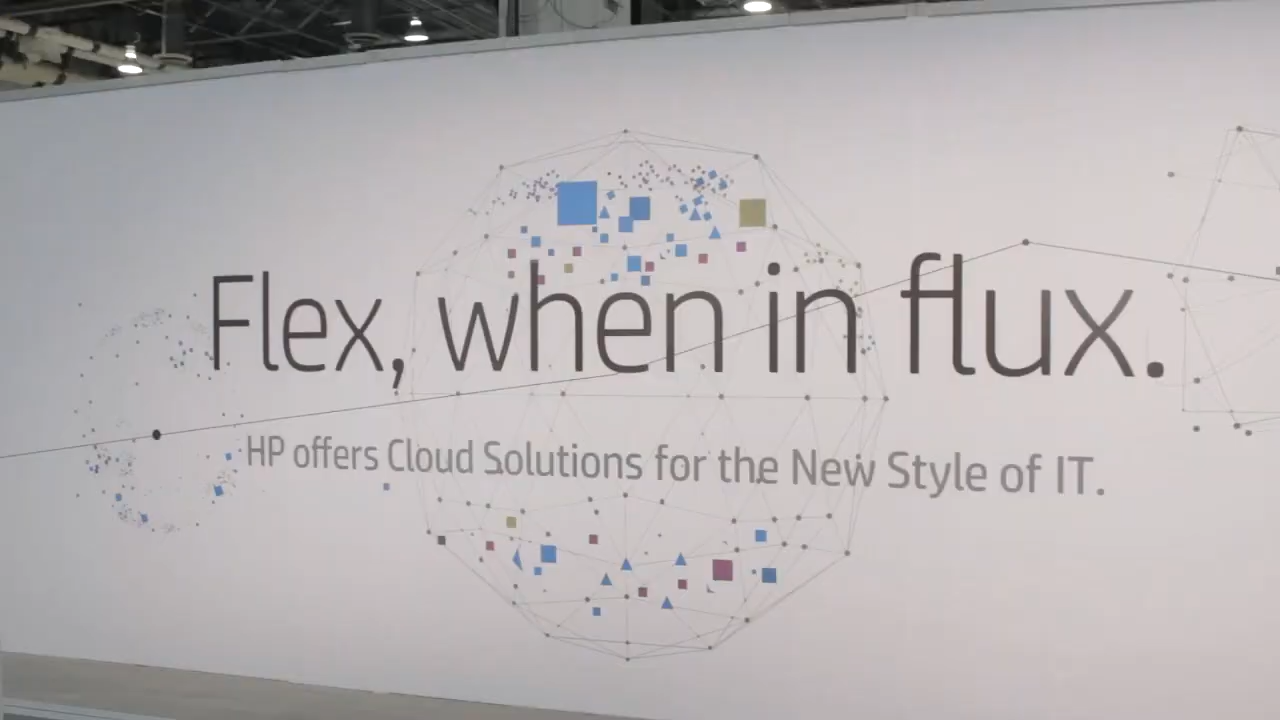 Flex, when in flux.
HP offers Cloud Solutions for the New Style of IT.